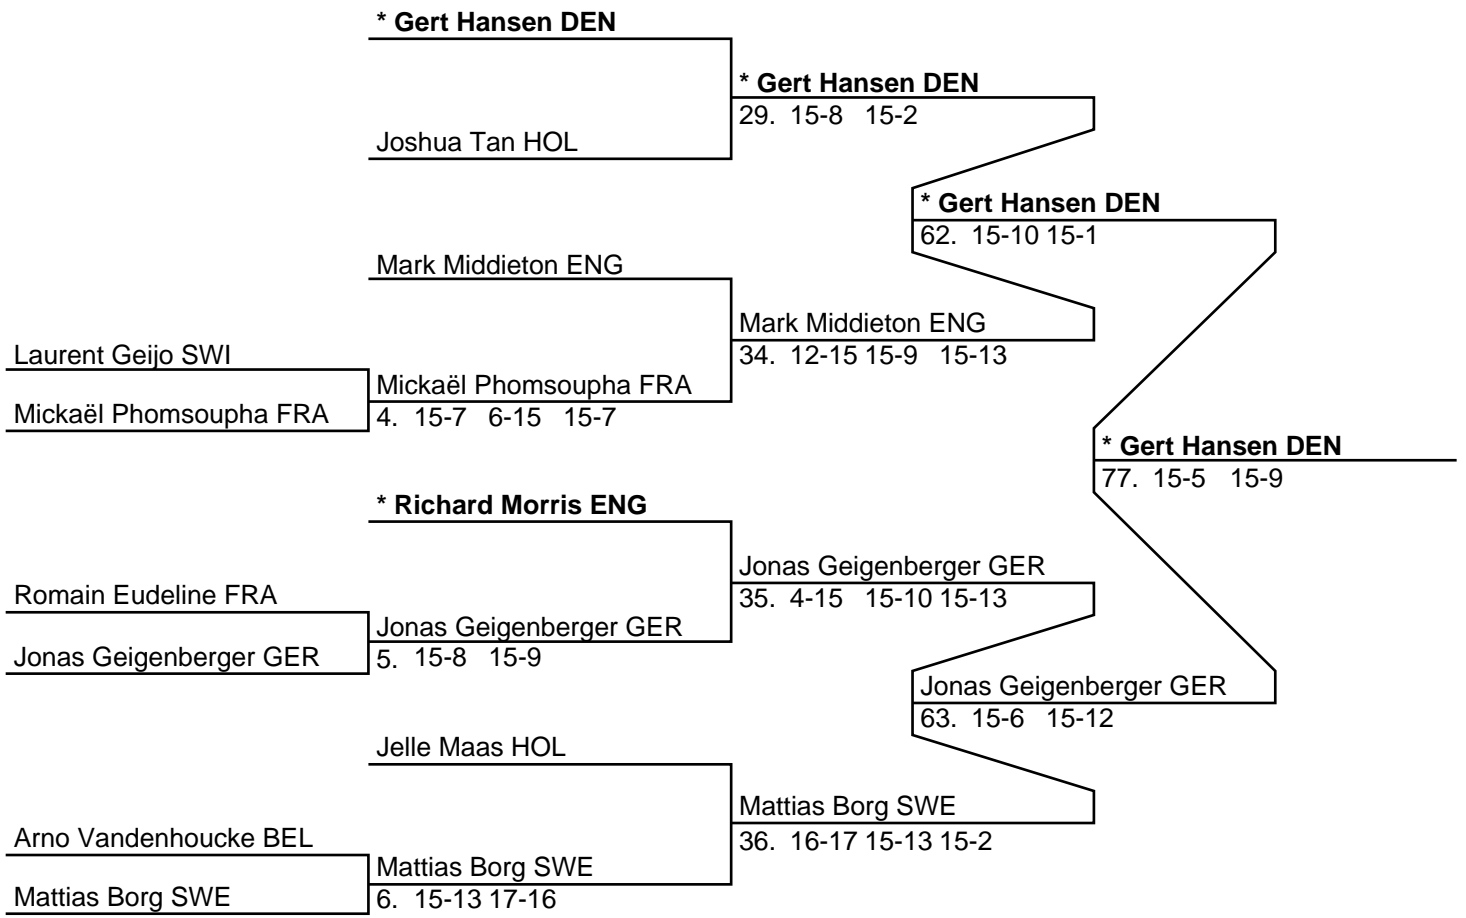 * Gert Hansen DEN
* Gert Hansen DEN
29. 15-8 15-2
Joshua Tan HOL
* Gert Hansen DEN
62. 15-10 15-1
Mark Middieton ENG
Mark Middieton ENG
34. 12-15 15-9 15-13
Laurent Geijo SWI
Mickaël Phomsoupha FRA
4. 15-7 6-15 15-7
Mickaël Phomsoupha FRA
* Gert Hansen DEN
77. 15-5 15-9
* Richard Morris ENG
Jonas Geigenberger GER
35. 4-15 15-10 15-13
Romain Eudeline FRA
Jonas Geigenberger GER
5. 15-8 15-9
Jonas Geigenberger GER
Jonas Geigenberger GER
63. 15-6 15-12
Jelle Maas HOL
Mattias Borg SWE
36. 16-17 15-13 15-2
Arno Vandenhoucke BEL
Mattias Borg SWE
6. 15-13 17-16
Mattias Borg SWE